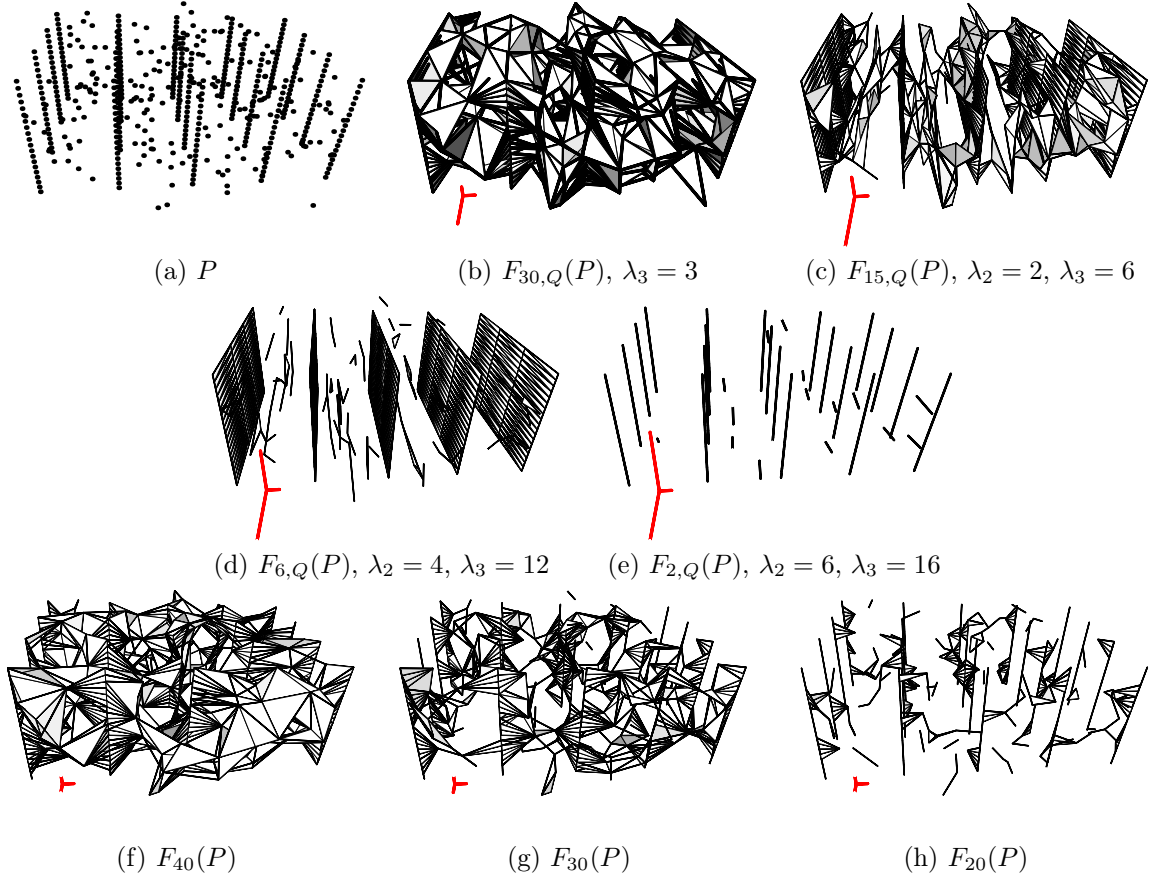 (a) P
(b) F₃₀,Q(P), λ₃ = 3
(c) F₁₅,Q(P), λ₂ = 2, λ₃ = 6
(d) F₆,Q(P), λ₂ = 4, λ₃ = 12
(e) F₂,Q(P), λ₂ = 6, λ₃ = 16
(f) F₄₀(P)
(g) F₃₀(P)
(h) F₂₀(P)